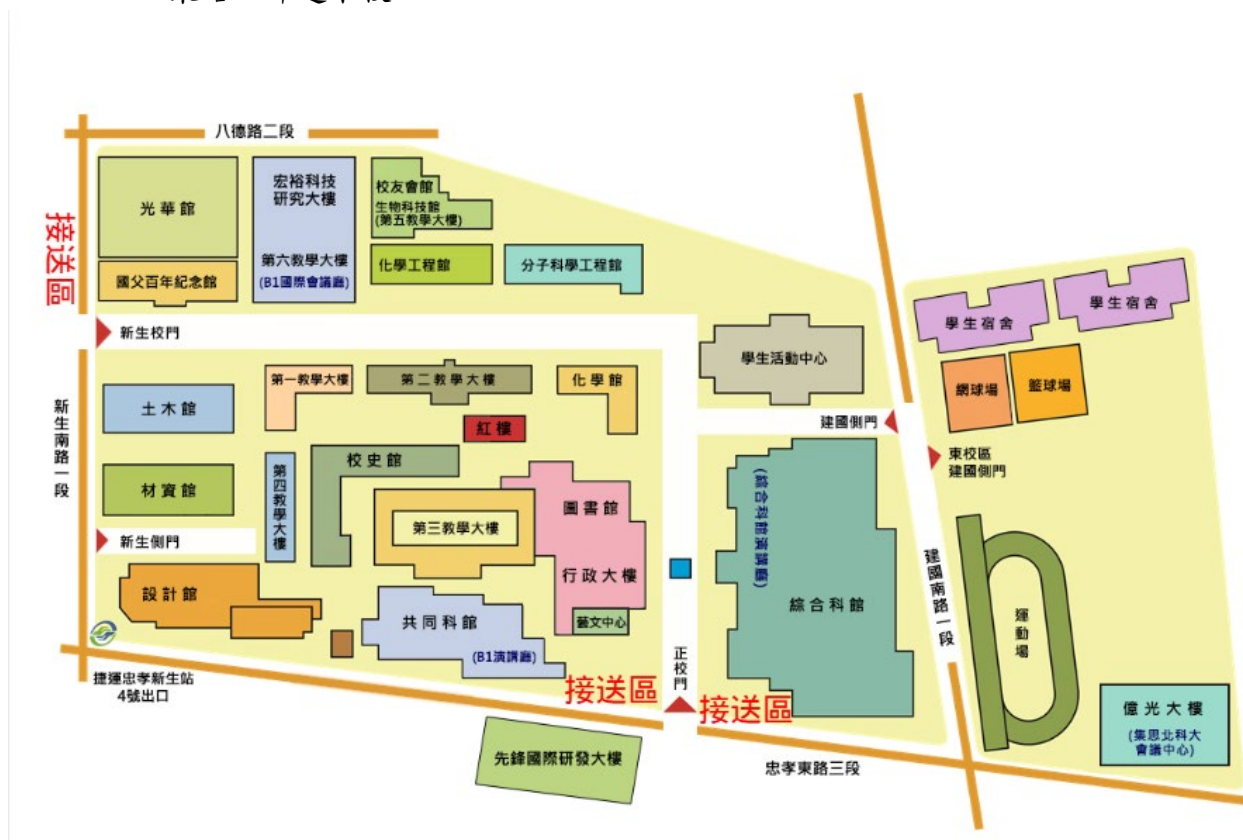 八德路二段
光華館
宏裕科技
研究大樓
第六教學大樓
(B1國際會議廳)
校友會館
生物科技館
(第五教學大樓)
國父百年紀念館
化學工程館
分子科學工程館
接送區
新生校門
學生活動中心
學生宿舍
學生宿舍
網球場
籃球場
第一教學大樓
第二教學大樓
化學館
土木館
新生南路一段
紅樓
建國側門
東校區
建國側門
校史館
第四教學大樓
材資館
圖書館
(綜合科館演講廳)
第三教學大樓
新生側門
行政大樓
設計館
共同科館
(B1演講廳)
藝文中心
綜合科館
建國南路一段
運動場
正校門
捷運忠孝新生站
4號出口
接送區
接送區
億光大樓
(集思北科大
會議中心)
先鋒國際研發大樓
忠孝東路三段